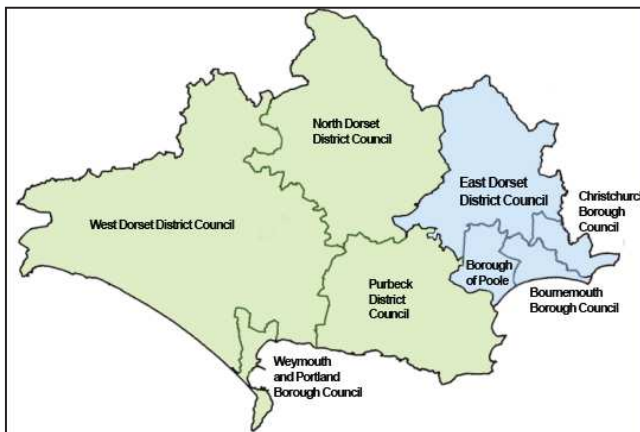 North Dorset
District Council
East Dorset
District Council
Christchurch
Borough
Council
West Dorset District Council
Borough
of Poole
Purbeck
District
Council
Bournemouth
Borough Council
Weymouth
and Portland
Borough Council